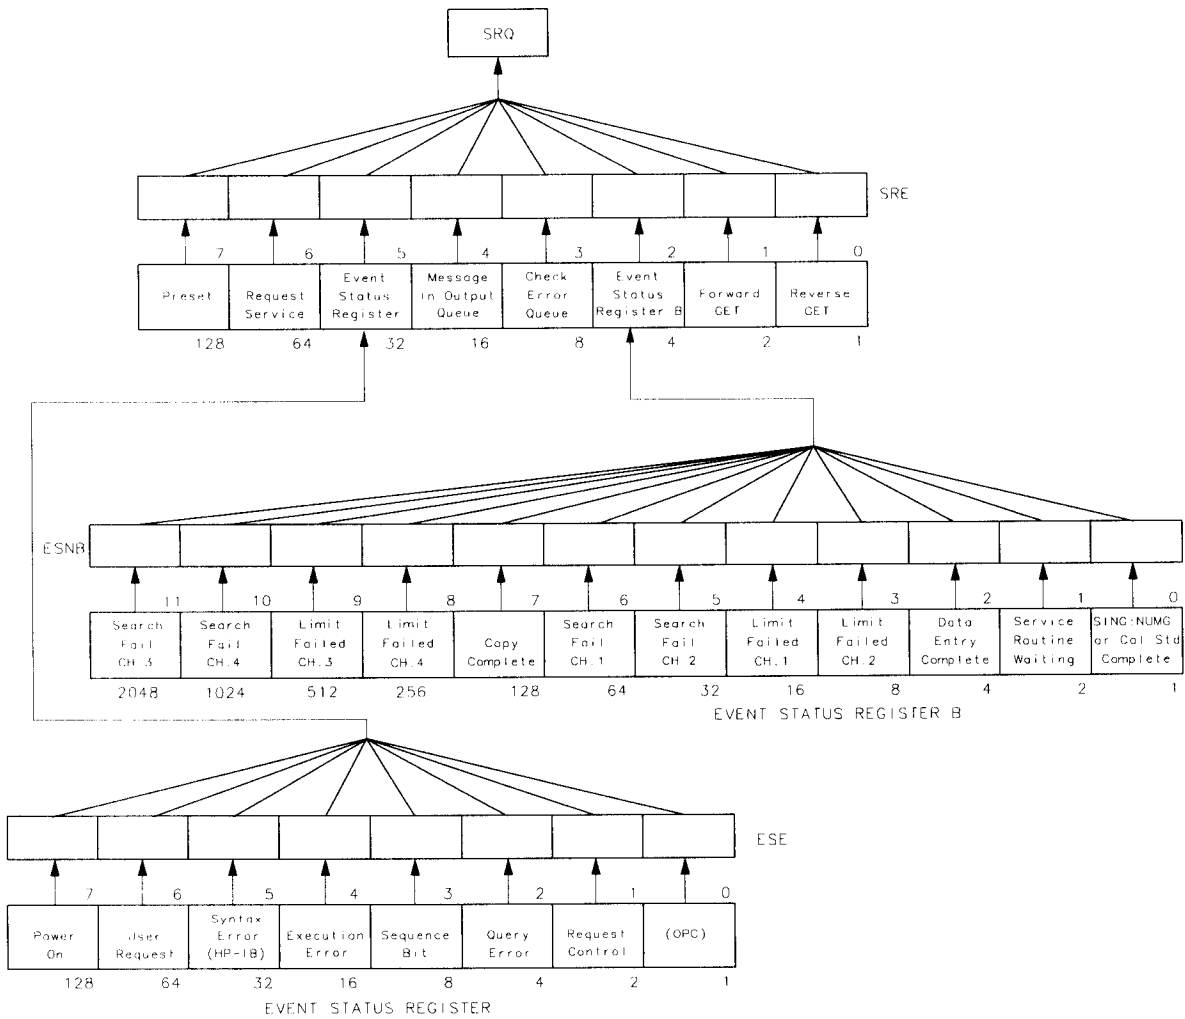 SRQ
SRE
7 6 5 4 3 2 1 0
Preset
Request
Service
Event
Status
Register
Message
in Output
Queue
Check
Error
Queue
Event
Status
Register B
Forward
GET
Reverse
GET
128 64 32 16 8 4 2 1
ESNB
11 10 9 8 7 6 5 4 3 2 1 0
Search
Fail
CH.3
Search
Fail
CH.4
Limit
Failed
CH.3
Limit
Failed
CH.4
Copy
Complete
Search
Fail
CH.1
Search
Fail
CH 2
Limit
Failed
CH.1
Limit
Failed
CH.2
Data
Entry
Complete
Service
Routine
Waiting
SING:NUMG
or Cal Std
Complete
2048 1024 512 256 128 64 32 16 8 4 2 1
EVENT STATUS REGISTER B
ESE
7 6 5 4 3 2 1 0
Power
On
User
Request
Syntax
Error
(HP-IB)
Execution
Error
Sequence
Bit
Query
Error
Request
Control
(OPC)
128 64 32 16 8 4 2 1
EVENT STATUS REGISTER